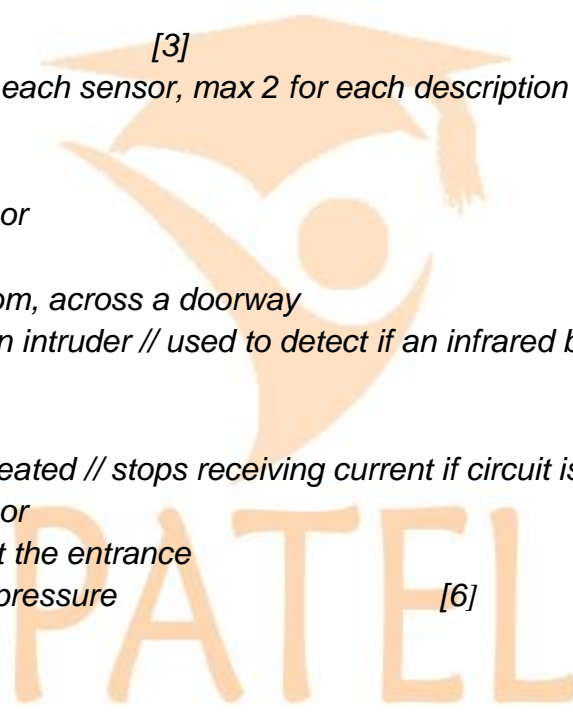 [3]
each sensor, max 2 for each description
or
om, across a doorway
n intruder // used to detect if an infrared b
eated // stops receiving current if circuit is
or
t the entrance
pressure [6]
PATEL